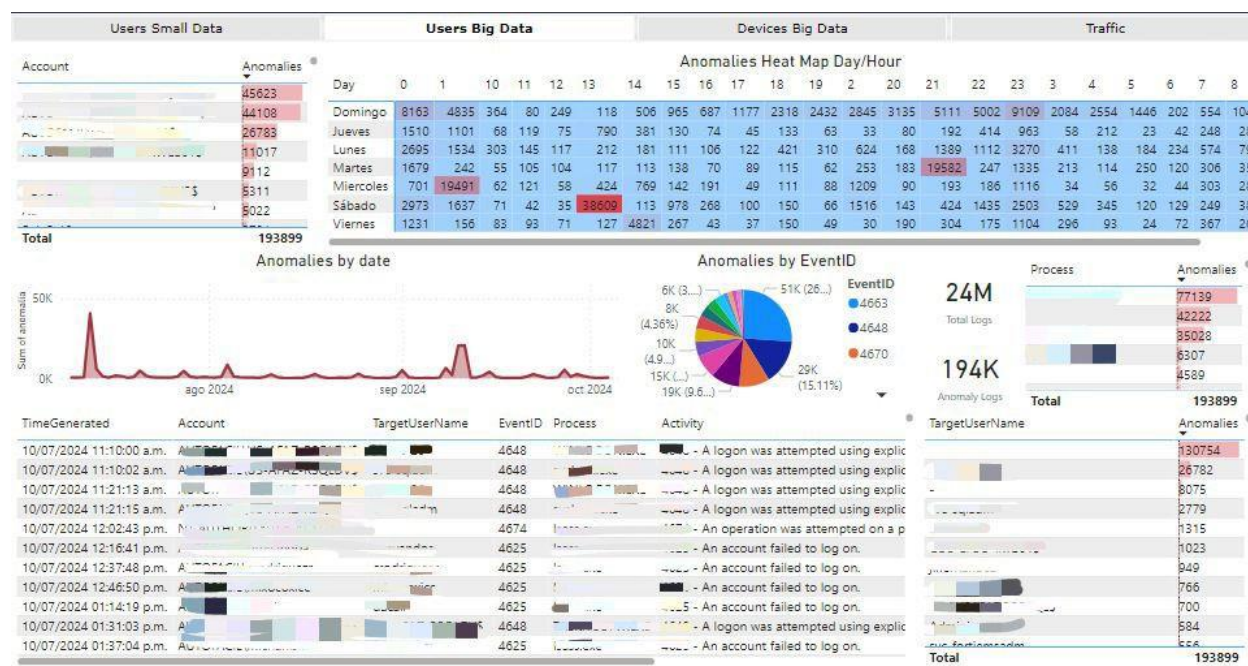 Users Small Data
Users Big Data
Devices Big Data
Traffic
Account Anomalies
45623
44108
26783
11017
9112
5311
5022
Total 193899
Anomalies Heat Map Day/Hour
Day 0 1 10 11 12 13 14 15 16 17 18 19 2 20 21 22 23 3 4 5 6 7 8
Domingo 8163 4835 364 80 249 118 506 965 687 1177 2318 2432 2845 3135 5111 5002 9109 2084 2554 1446 202 554
Jueves 1510 1101 68 119 75 790 381 130 74 45 133 63 33 80 192 414 963 58 212 23 42 248
Lunes 2695 1534 303 145 117 212 181 111 106 122 421 310 624 168 1389 1112 3270 411 138 184 234 574
Martes 1679 242 55 105 104 117 113 138 70 89 115 62 253 183 19582 247 1335 213 114 250 120 306
Miercoles 701 19491 62 121 58 424 769 142 191 49 111 88 1209 90 193 186 1116 34 56 32 44 303
Sábado 2973 1637 71 42 35 38609 113 978 268 100 150 66 1516 143 424 1435 2503 529 345 120 129 249
Viernes 1231 156 83 93 71 127 4821 267 43 37 150 49 30 190 304 175 1104 296 93 24 72 367
Anomalies by date
Sum of anomalia
50K
0K
ago 2024
sep 2024
oct 2024
Anomalies by EventID
6K (3...)
8K (4.36%)
10K (4.9...)
15K (...)
19K (9.6...)
29K (15.11%)
51K (26...)
EventID
4663
4648
4670
24M
Total Logs
194K
Anomaly Logs
Process Anomalies
77139
42222
35028
6307
4589
Total 193899
TimeGenerated Account TargetUserName EventID Process Activity
10/07/2024 11:10:00 a.m. 4648 - A logon was attempted using explic
10/07/2024 11:10:02 a.m. 4648 - A logon was attempted using explic
10/07/2024 11:21:13 a.m. 4648 - A logon was attempted using explic
10/07/2024 11:21:15 a.m. 4648 - A logon was attempted using explic
10/07/2024 12:02:43 p.m. 4674 - An operation was attempted on a p
10/07/2024 12:16:41 p.m. 4625 - An account failed to log on.
10/07/2024 12:37:48 p.m. 4625 - An account failed to log on.
10/07/2024 12:46:50 p.m. 4625 - An account failed to log on.
10/07/2024 01:14:19 p.m. 4625 - An account failed to log on.
10/07/2024 01:31:03 p.m. 4648 - A logon was attempted using explic
10/07/2024 01:37:04 p.m. 4625 - An account failed to log on.
TargetUserName Anomalies
130754
26782
- 8075
2779
1315
1023
949
766
700
584
556
Total 193899